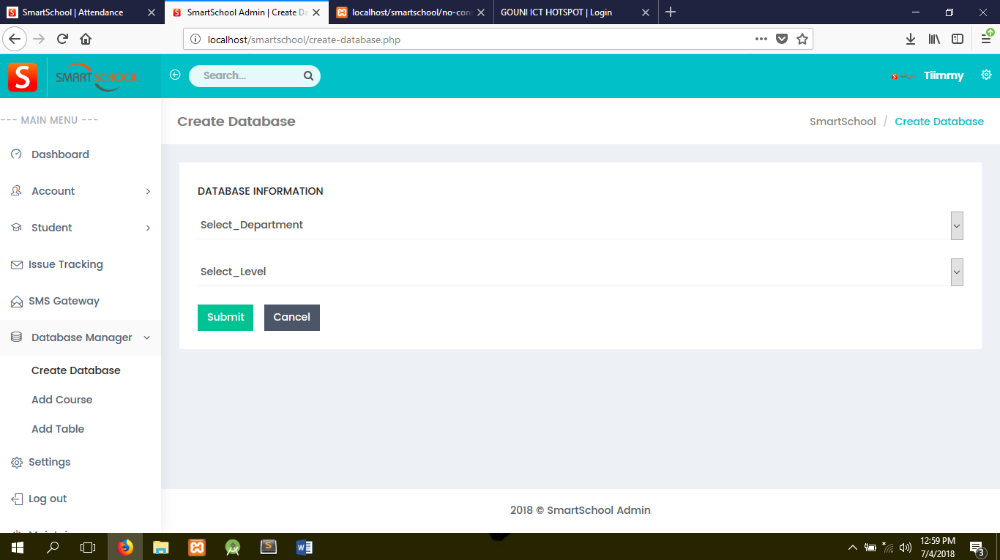 SmartSchool | Attendance
SmartSchool Admin | Create Da
localhost/smartschool/no-con
GOUNI ICT HOTSPOT | Login
localhost/smartschool/create-database.php
S
SMART SCHOOL
Search...
Tiimmy
--- MAIN MENU ---
Create Database
SmartSchool / Create Database
Dashboard
Account
Student
Issue Tracking
SMS Gateway
Database Manager
Create Database
Add Course
Add Table
Settings
Log out
DATABASE INFORMATION
Select_Department
Select_Level
Submit
Cancel
2018 © SmartSchool Admin
12:59 PM
7/4/2018
3